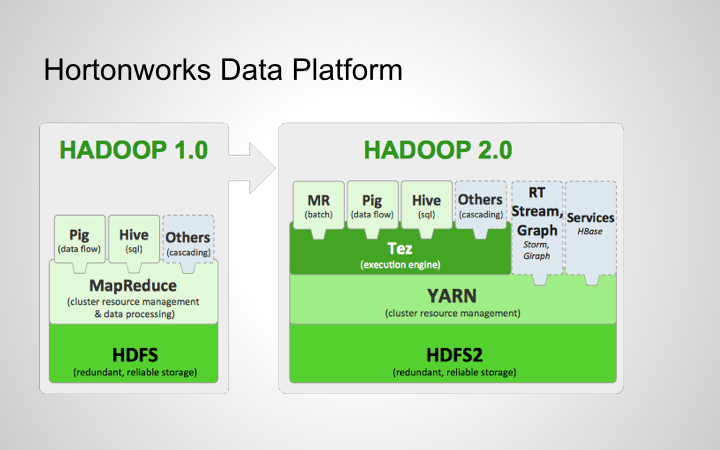 Hortonworks Data Platform
HADOOP 1.0
Pig
(data flow)
Hive
(sql)
Others
(cascading)
MapReduce
(cluster resource management
& data processing)
HDFS
(redundant, reliable storage)
HADOOP 2.0
MR
(batch)
Pig
(data flow)
Hive
(sql)
Others
(cascading)
RT
Stream,
Graph
Storm,
Giraph
Services
HBase
Tez
(execution engine)
YARN
(cluster resource management)
HDFS2
(redundant, reliable storage)